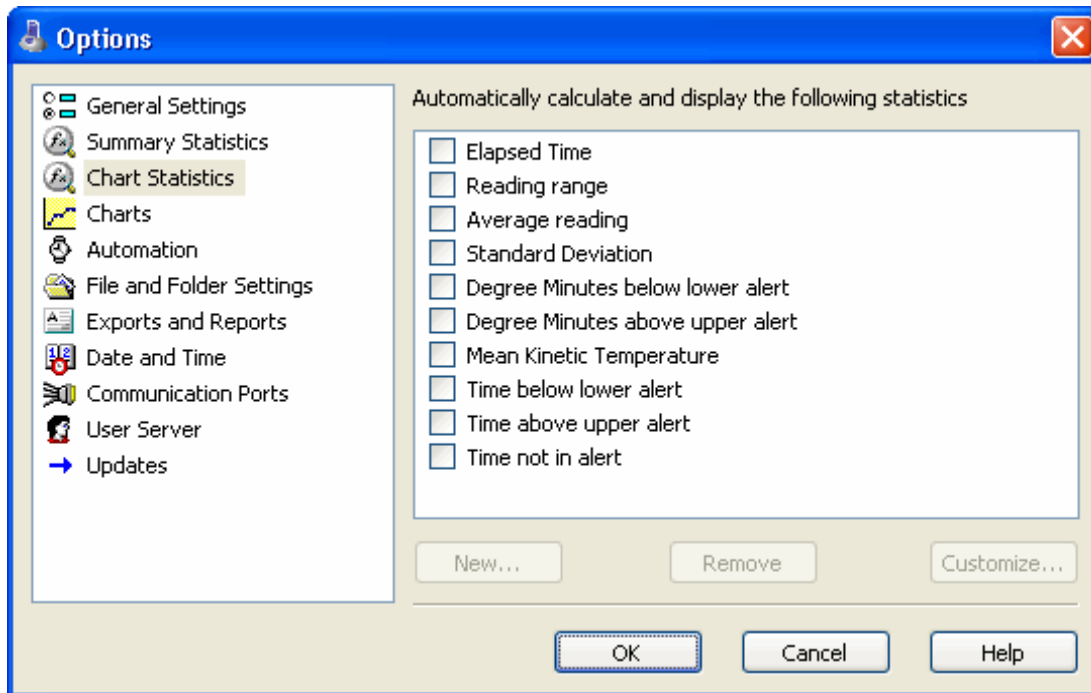 Options
General Settings
Summary Statistics
Chart Statistics
Charts
Automation
File and Folder Settings
Exports and Reports
Date and Time
Communication Ports
User Server
Updates
Automatically calculate and display the following statistics
Elapsed Time
Reading range
Average reading
Standard Deviation
Degree Minutes below lower alert
Degree Minutes above upper alert
Mean Kinetic Temperature
Time below lower alert
Time above upper alert
Time not in alert
New... Remove Customize...
OK Cancel Help